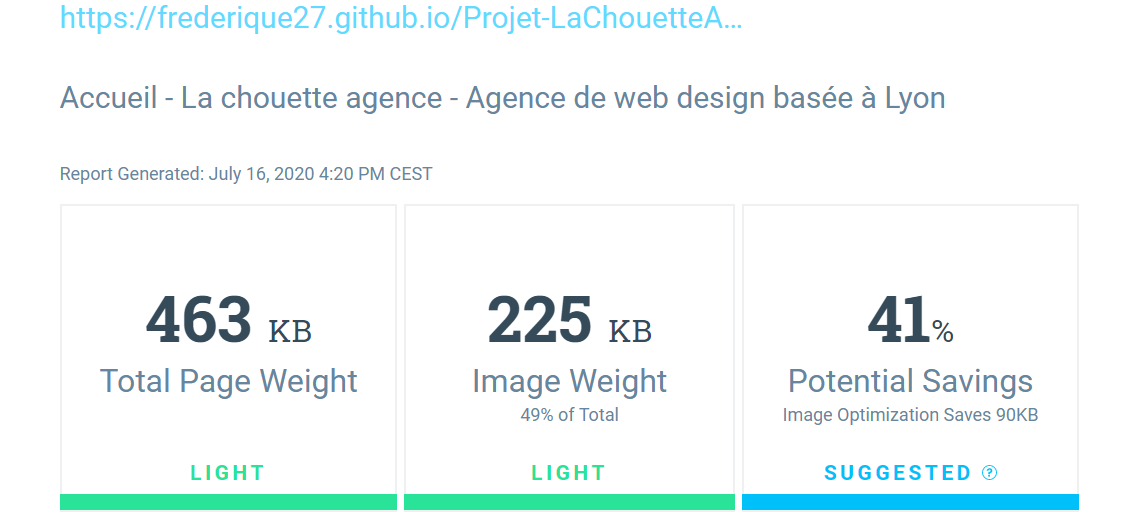 https://frederique27.github.io/Projet-LaChouetteA...
Accueil - La chouette agence - Agence de web design basée à Lyon
Report Generated: July 16, 2020 4:20 PM CEST
463 KB
Total Page Weight
LIGHT
225 KB
Image Weight
49% of Total
LIGHT
41%
Potential Savings
Image Optimization Saves 90KB
SUGGESTED ?